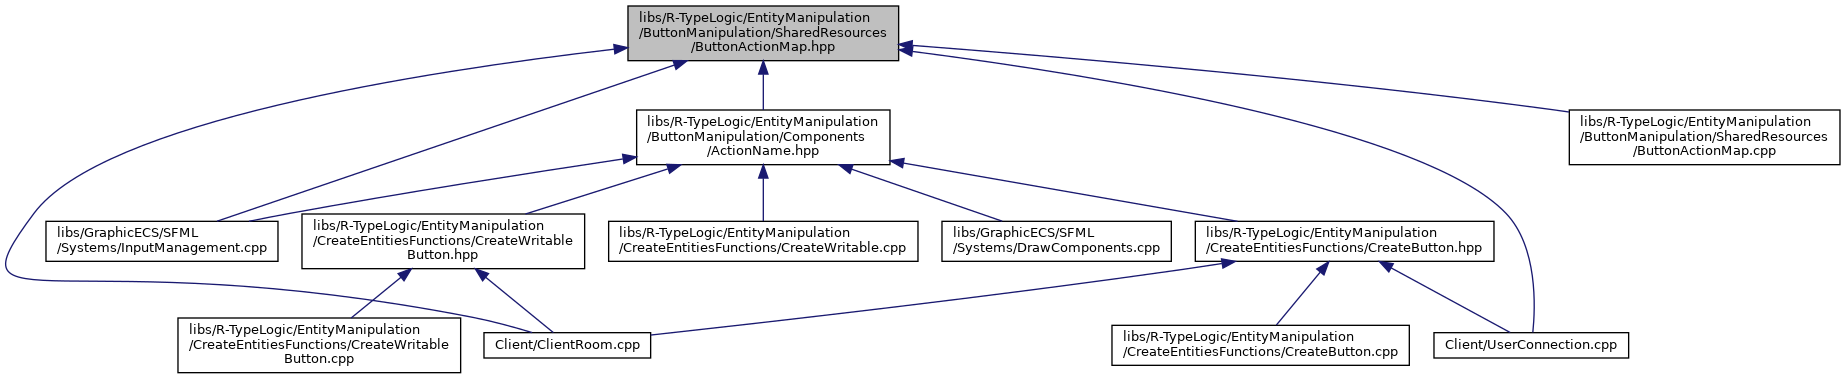 libs/R-TypeLogic/EntityManipulation
/ButtonManipulation/SharedResources
/ButtonActionMap.hpp
libs/R-TypeLogic/EntityManipulation
/ButtonManipulation/Components
/ActionName.hpp
libs/R-TypeLogic/EntityManipulation
/ButtonManipulation/SharedResources
/ButtonActionMap.cpp
libs/GraphicECS/SFML
/Systems/InputManagement.cpp
libs/R-TypeLogic/EntityManipulation
/CreateEntitiesFunctions/CreateWritable
Button.hpp
libs/R-TypeLogic/EntityManipulation
/CreateEntitiesFunctions/CreateWritable.cpp
libs/GraphicECS/SFML
/Systems/DrawComponents.cpp
libs/R-TypeLogic/EntityManipulation
/CreateEntitiesFunctions/CreateButton.hpp
libs/R-TypeLogic/EntityManipulation
/CreateEntitiesFunctions/CreateWritable
Button.cpp
Client/ClientRoom.cpp
libs/R-TypeLogic/EntityManipulation
/CreateEntitiesFunctions/CreateButton.cpp
Client/UserConnection.cpp